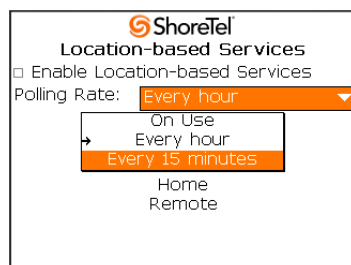 ShoreTel
Location-based Services
Enable Location-based Services
Polling Rate: Every hour
On Use
Every hour
Every 15 minutes
Home
Remote